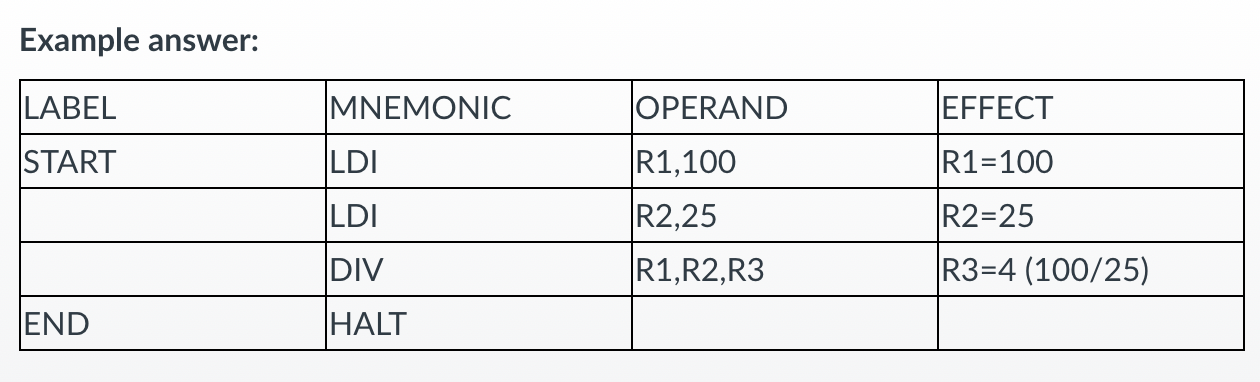 Example answer:
LABEL MNEMONIC OPERAND EFFECT
START LDI R1,100 R1=100
LDI R2,25 R2=25
DIV R1,R2,R3 R3=4 (100/25)
END HALT